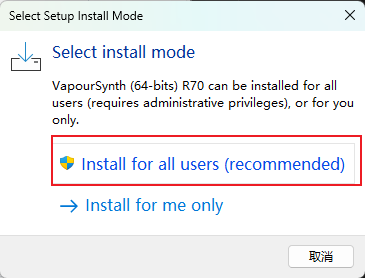 Select Setup Install Mode
Select install mode
VapourSynth (64-bits) R70 can be installed for all
users (requires administrative privileges), or for you
only.
Install for all users (recommended)
Install for me only
取消